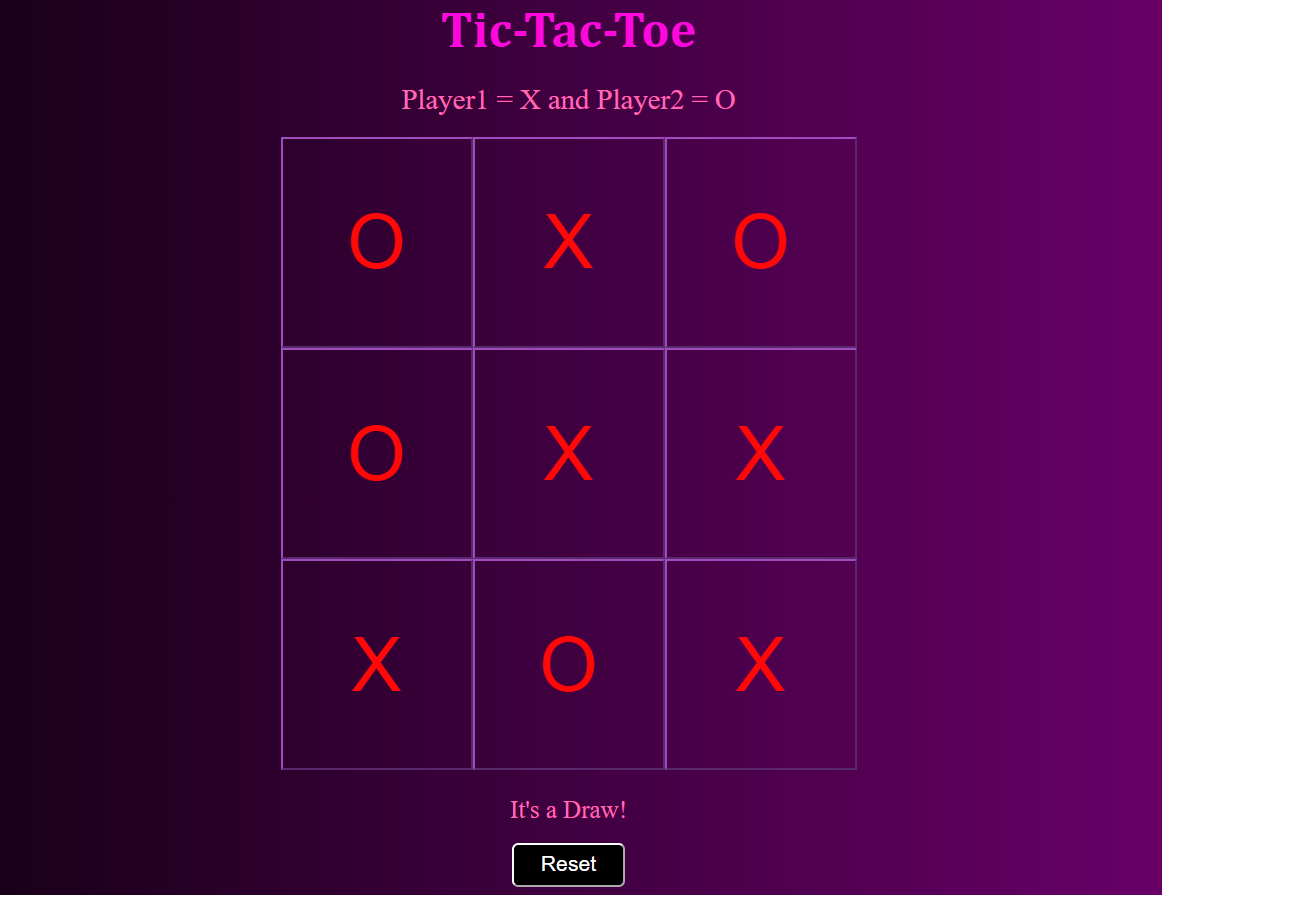 Tic-Tac-Toe
Player1 = X and Player2 = O
O X O
O X X
X O X
It's a Draw!
Reset